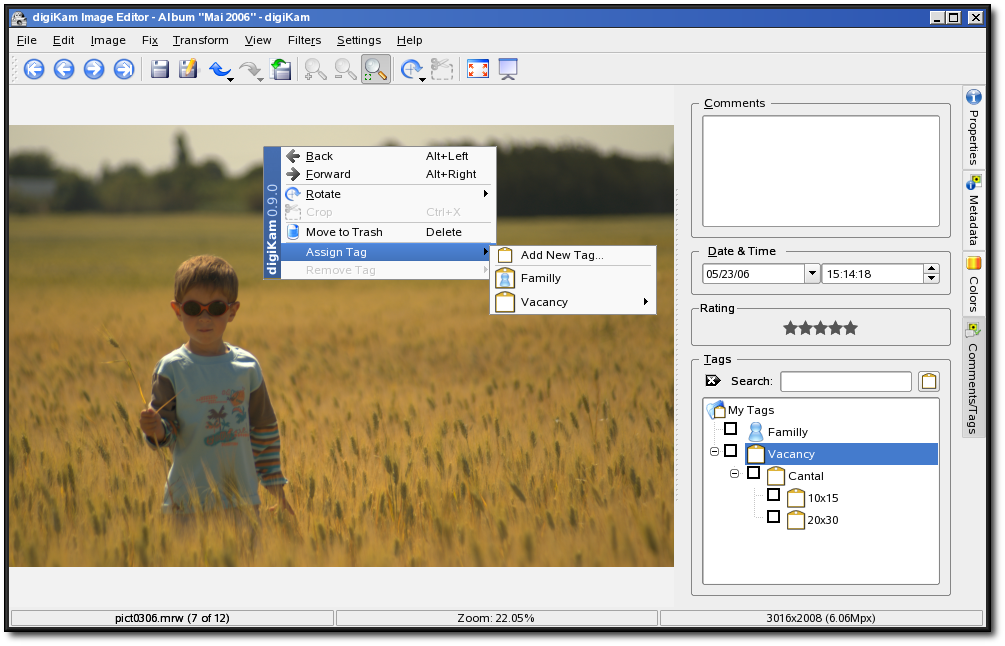 digiKam Image Editor - Album "Mai 2006" - digiKam
File Edit Image Fix Transform View Filters Settings Help
digiKam 0.9.0
Back Alt+Left
Forward Alt+Right
Rotate
Crop Ctrl+X
Move to Trash Delete
Assign Tag
Remove Tag
Add New Tag...
Familly
Vacancy
Comments
Date & Time
05/23/06 15:14:18
Rating
Tags
Search:
My Tags
Familly
Vacancy
Cantal
10x15
20x30
Properties
Metadata
Colors
Comments/Tags
pict0306.mrw (7 of 12) Zoom: 22.05% 3016x2008 (6.06Mpx)